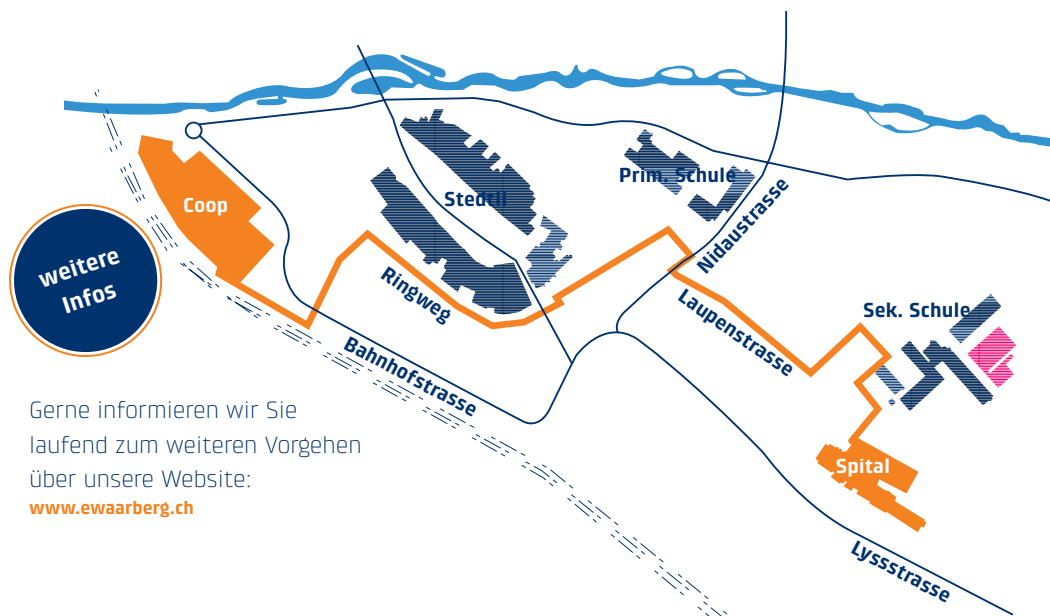 Prim. Schule
Stedtli
Coop
Nidaustrasse
weitere
Infos
Ringweg
Laupenstrasse
Sek. Schule
Bahnhofstrasse
Gerne informieren wir Sie
laufend zum weiteren Vorgehen
über unsere Website:
www.ewaarberg.ch
Spital
Lyssstrasse